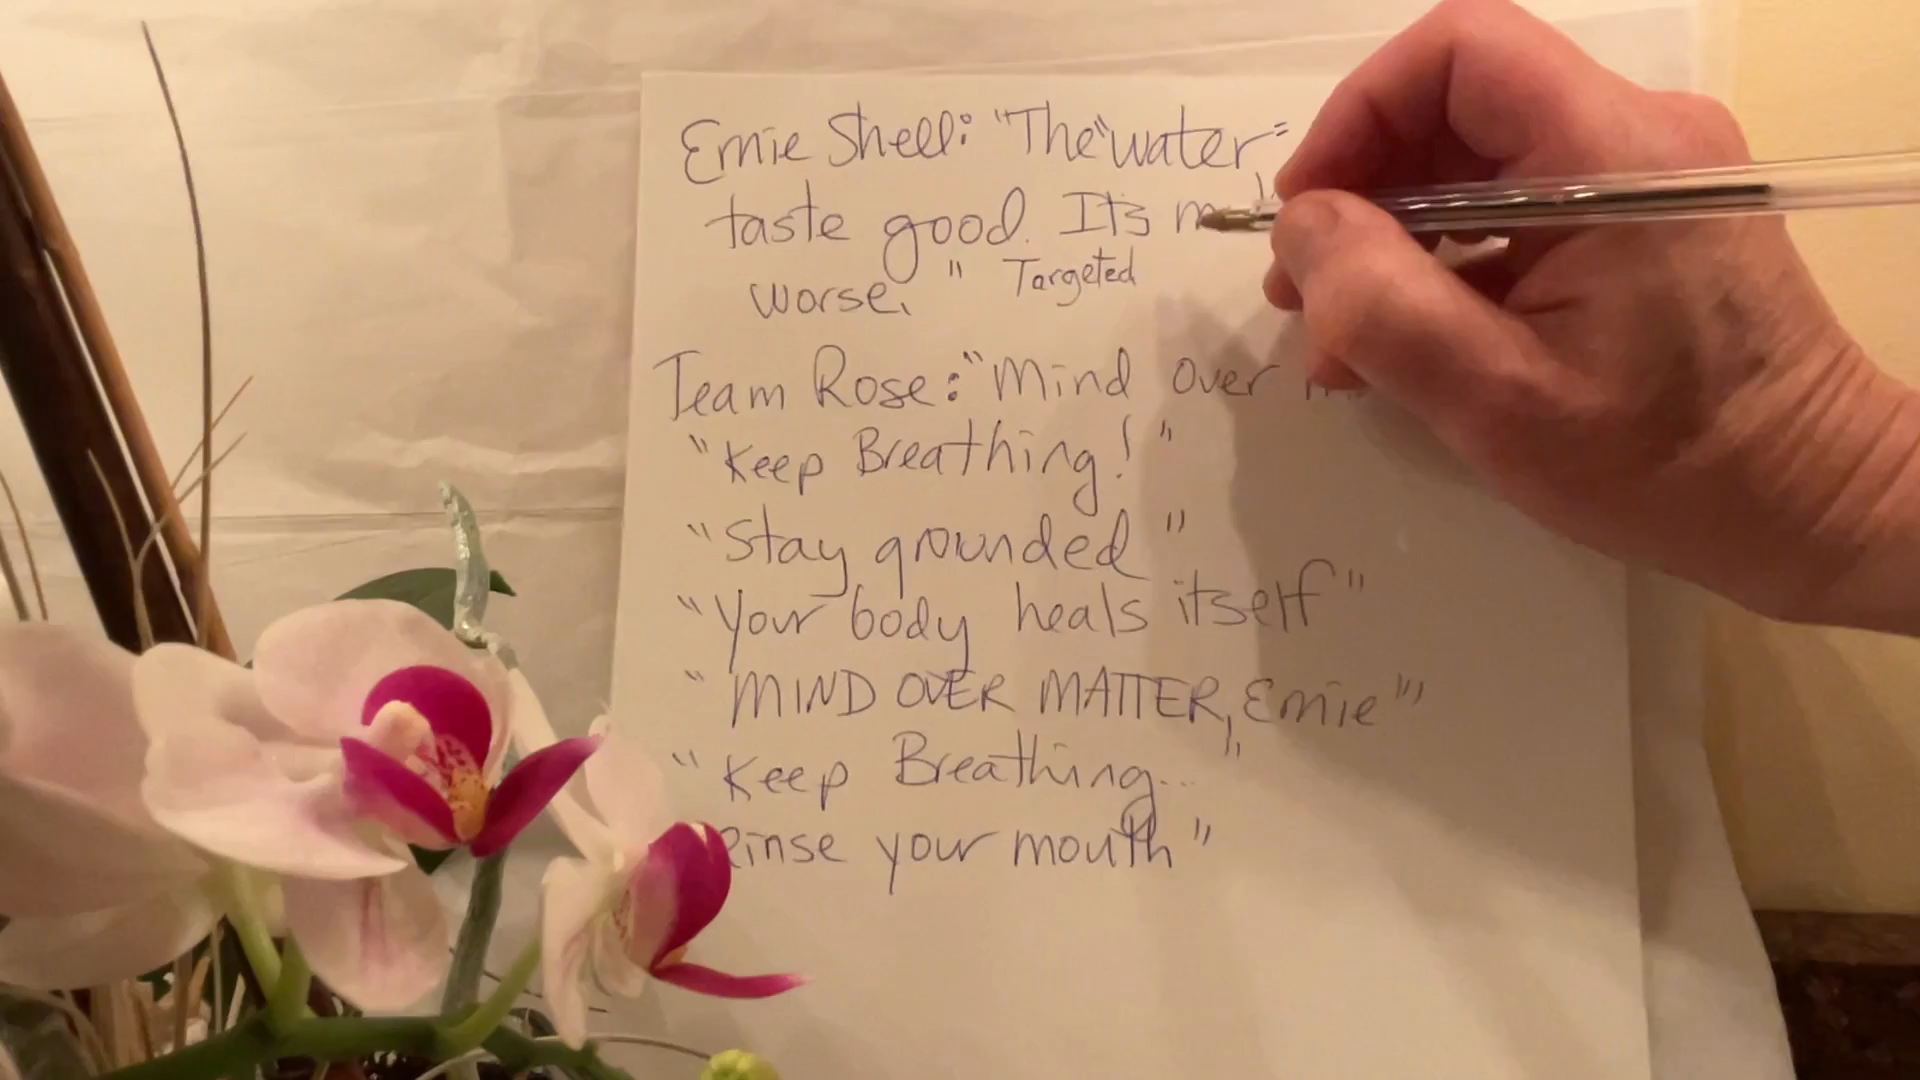 Ernie Shell: "The "water"
taste good. It's
worse." Targeted
Team Rose: "Mind over
"Keep Breathing!"
"Stay grounded"
"Your body heals itself"
"MIND OVER MATTER, Ernie"
"Keep Breathing..."
Rinse your mouth"